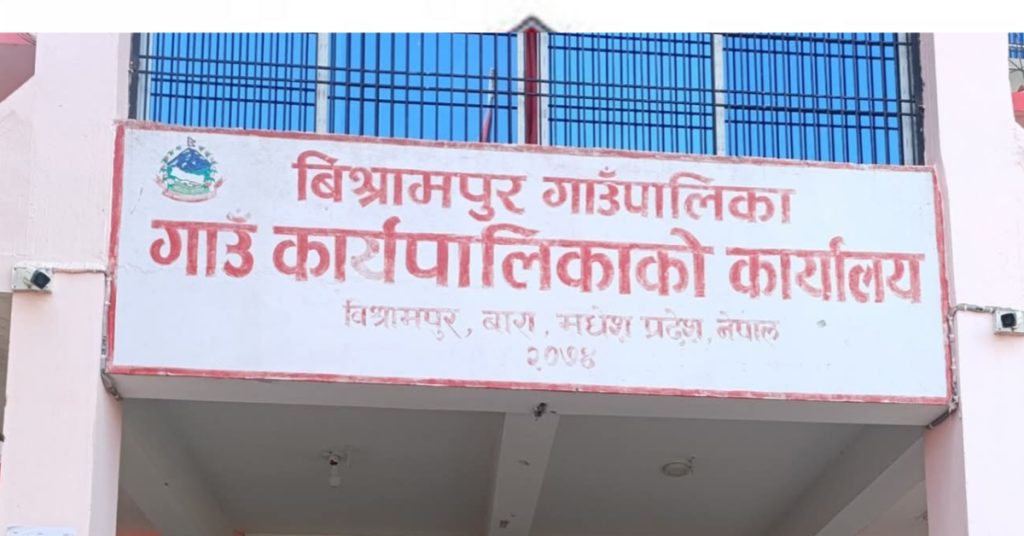 बिश्रामपुर गाउँपालिका
गाउँ कार्यपालिकाको कार्यालय
बिश्रामपुर, बारा, मधेश प्रदेश, नेपाल
२०७४